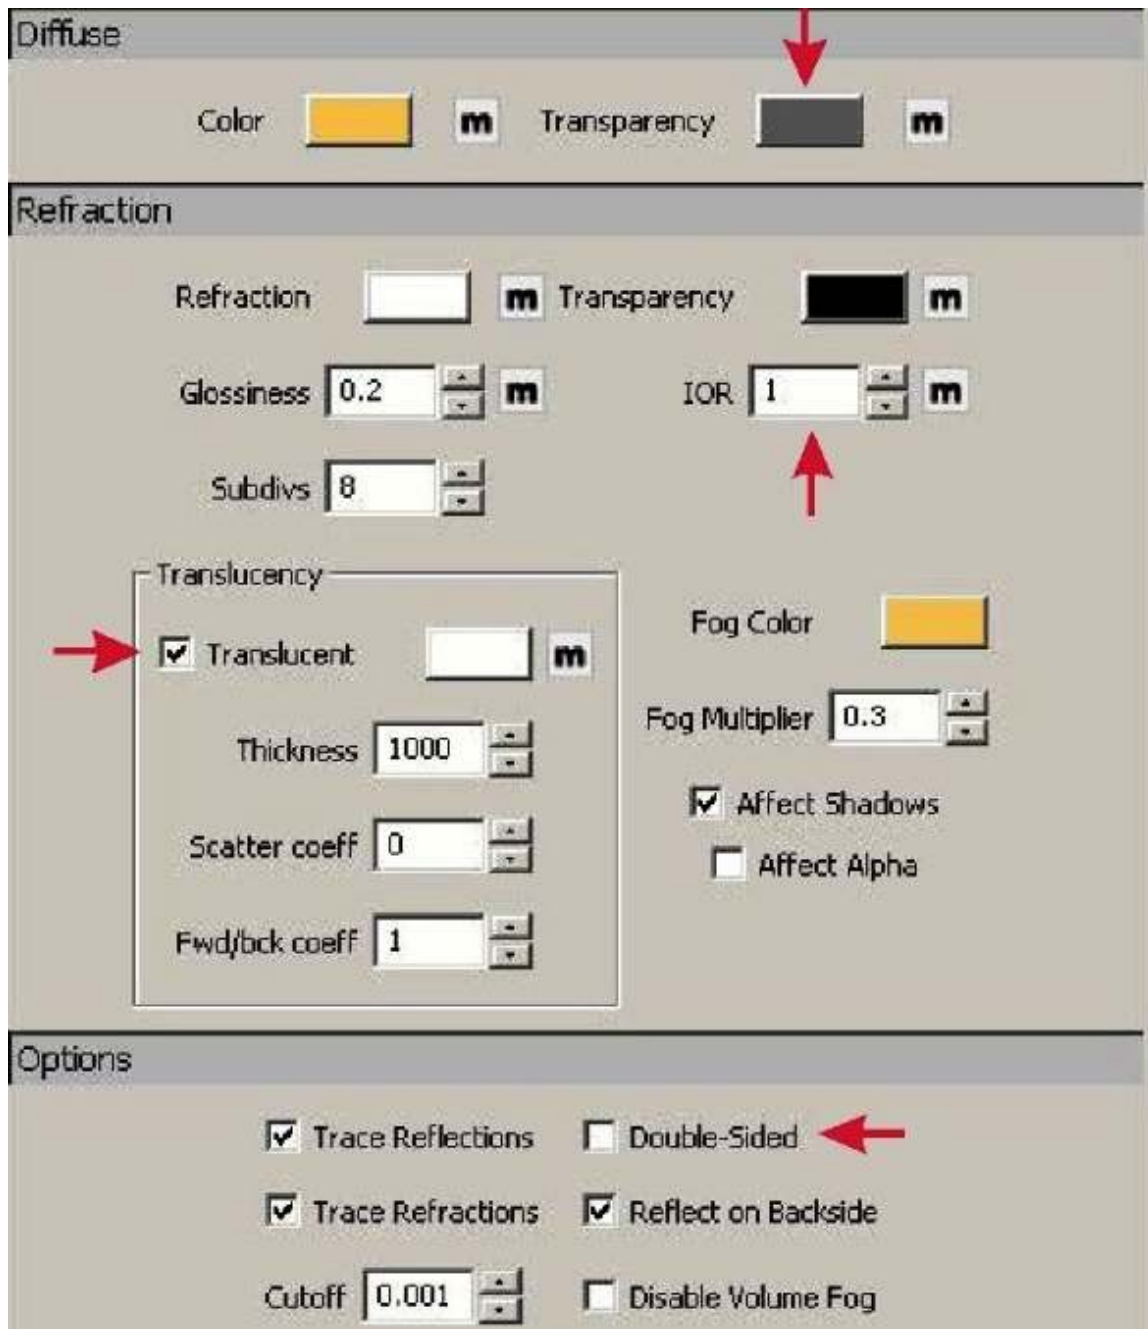 Diffuse
Color m Transparency m
Refraction
Refraction m Transparency m
Glossiness 0.2 m IOR 1 m
Subdivs 8
Translucency
Translucent m
Fog Color
Thickness 1000
Fog Multiplier 0.3
Scatter coeff 0
Affect Shadows
Affect Alpha
Fwd/bck coeff 1
Options
Trace Reflections Double-Sided
Trace Refractions Reflect on Backside
Cutoff 0.001 Disable Volume Fog